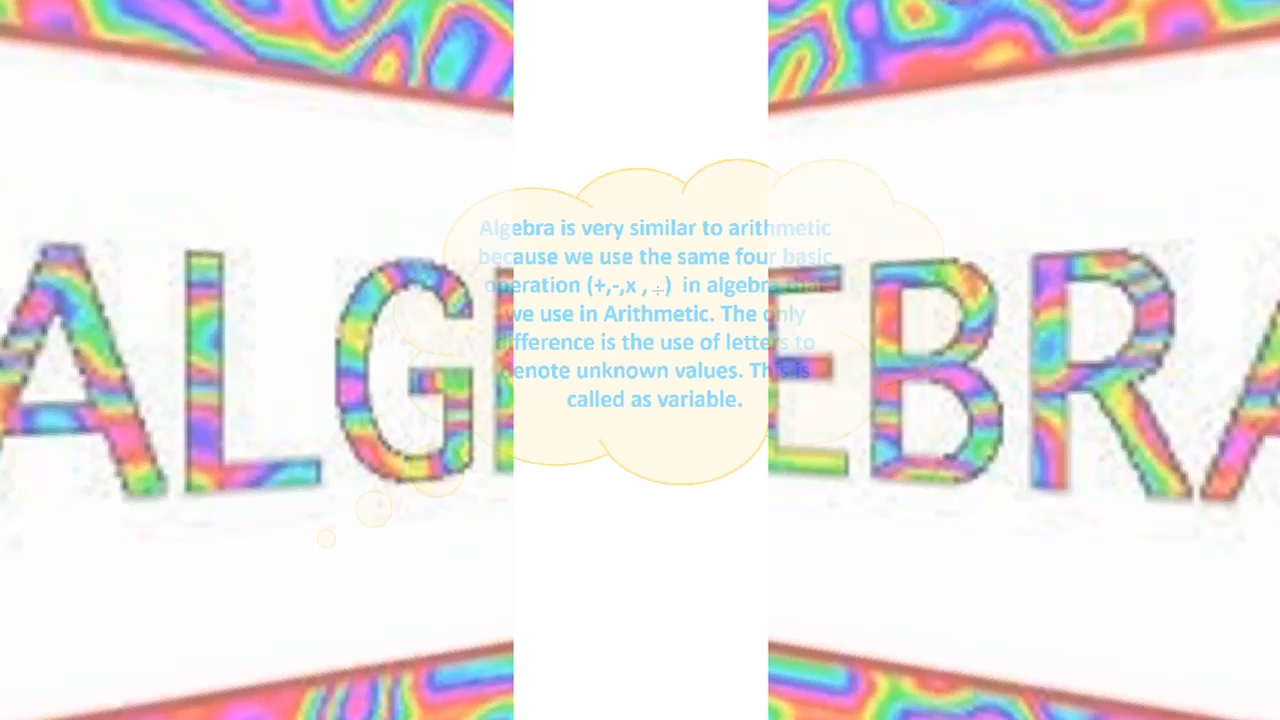 ALGEBRA
Algebra is very similar to arithmetic
because we use the same four basic
operation (+,-,x , ÷) in algebra that
we use in Arithmetic. The only
difference is the use of letters to
denote unknown values. This is
called as variable.